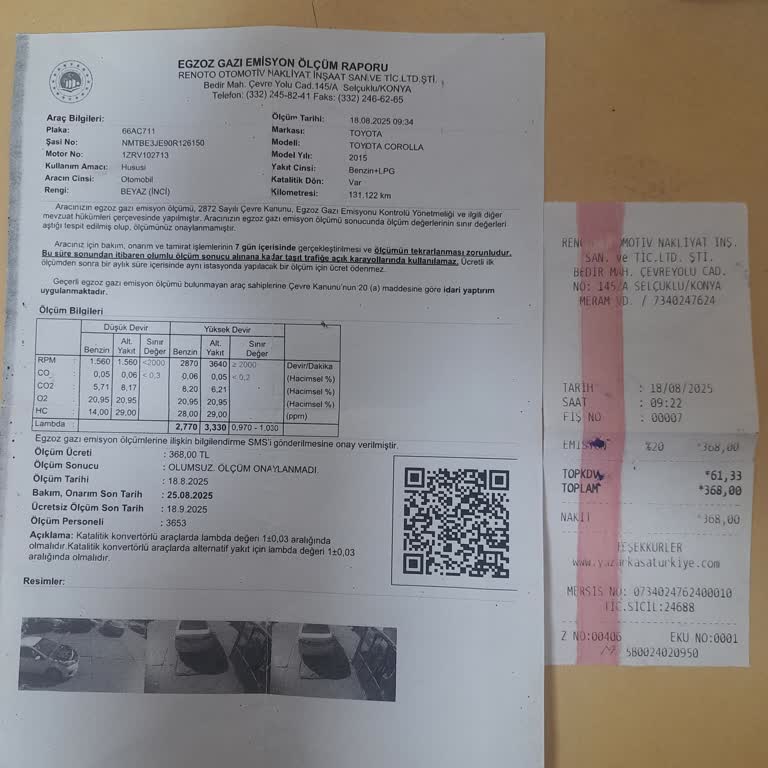 EGZOZ GAZI EMİSYON ÖLÇÜM RAPORU
RENOTO OTOMOTİV NAKLİYAT İNŞAAT SAN.VE TİC.LTD.ŞTİ.
Bedir Mah. Çevre Yolu Cad.145/A Selçuklu/KONYA
Telefon: (332) 245-82-41 Faks: (332) 246-62-65
Araç Bilgileri:
Plaka: 66AC711
Şasi No: NMTBE3JE90R126150
Motor No: 1ZRV102713
Kullanım Amacı: Hususi
Aracın Cinsi: Otomobil
Rengi: BEYAZ (İNCİ)
Ölçüm Tarihi: 18.08.2025 09:34
Markası: TOYOTA
Modeli: TOYOTA COROLLA
Model Yılı: 2015
Yakıt Cinsi: Benzin+LPG
Katalitik Dön: Var
Kilometresi: 131.122 km
Aracınızın egzoz gazı emisyon ölçümü, 2872 Sayılı Çevre Kanunu, Egzoz Gazı Emisyonu Kontrolü Yönetmeliği ve ilgili diğer
mevzuat hükümleri çerçevesinde yapılmıştır. Aracınızın egzoz gazı emisyon ölçümü sonucunda ölçüm değerlerinin sınır değerleri
aştığı tespit edilmiş olup, ölçümünüz onaylanmamıştır.
Aracınız için bakım, onarım ve tamirat işlemlerinin 7 gün içerisinde gerçekleştirilmesi ve ölçümün tekrarlanması zorunludur.
Bu süre sonundan itibaren olumlu ölçüm sonucu alınana kadar taşıt trafiğe açık karayollarında kullanılamaz. Ücretli ilk
ölçümden sonra bir aylık süre içerisinde aynı istasyonda yapılacak bir ölçüm için ücret ödenmez.
Geçerli egzoz gazı emisyon ölçümü bulunmayan araç sahiplerine Çevre Kanunu'nun 20 (a) maddesine göre idari yaptırım
uygulanmaktadır.
Ölçüm Bilgileri
Düşük Devir Yüksek Devir
Benzin Alt. Yakıt Sınır Değer Benzin Alt. Yakıt Sınır Değer
RPM : 1.560 1.560 <2000 2870 3640 ≥ 2000 Devir/Dakika
CO : 0,05 0,06 < 0,3 0,06 0,05 < 0,2 (Hacimsel %)
CO2 : 5,71 8,17 6,20 6,21 (Hacimsel %)
O2 : 20,95 20,95 20,95 20,95 (Hacimsel %)
HC : 14,00 29,00 28,00 29,00 (ppm)
Lambda : 2,770 3,330 0,970 - 1,030
Egzoz gazı emisyon ölçümlerine ilişkin bilgilendirme SMS'i gönderilmesine onay verilmiştir.
Ölçüm Ücreti : 368,00 TL
Ölçüm Sonucu : OLUMSUZ. ÖLÇÜM ONAYLANMADI.
Ölçüm Tarihi : 18.8.2025
Bakım, Onarım Son Tarih : 25.08.2025
Ücretsiz Ölçüm Son Tarih : 18.9.2025
Ölçüm Personeli : 3653
Açıklama: Katalitik konvertörlü araçlarda lambda değeri 1±0,03 aralığında
olmalıdır.Katalitik konvertörlü araçlarda alternatif yakıt için lambda değeri 1±0,03
aralığında olmalıdır.
Resimler:
OMOTİV NAKLİYAT İNŞ.
SAN. ve TİC.LTD. ŞTİ.
BEDİR MAH. ÇEVREYOLU CAD.
NO: 145/A SELÇUKLU/KONYA
MERAM VD. / 7340247624
TARİH : 18/08/2025
SAAT : 09:22
FİŞ NO : 00007
%20 *368,00
TOPKDV *61,33
TOPLAM *368,00
NAKİT *368,00
TEŞEKKÜRLER
www.yazarkasaturkiye.com
MERSİS NO: 0734024762400010
TİC.SİCİL:24688
Z NO:00406 EKU NO:0001
5B0024020950